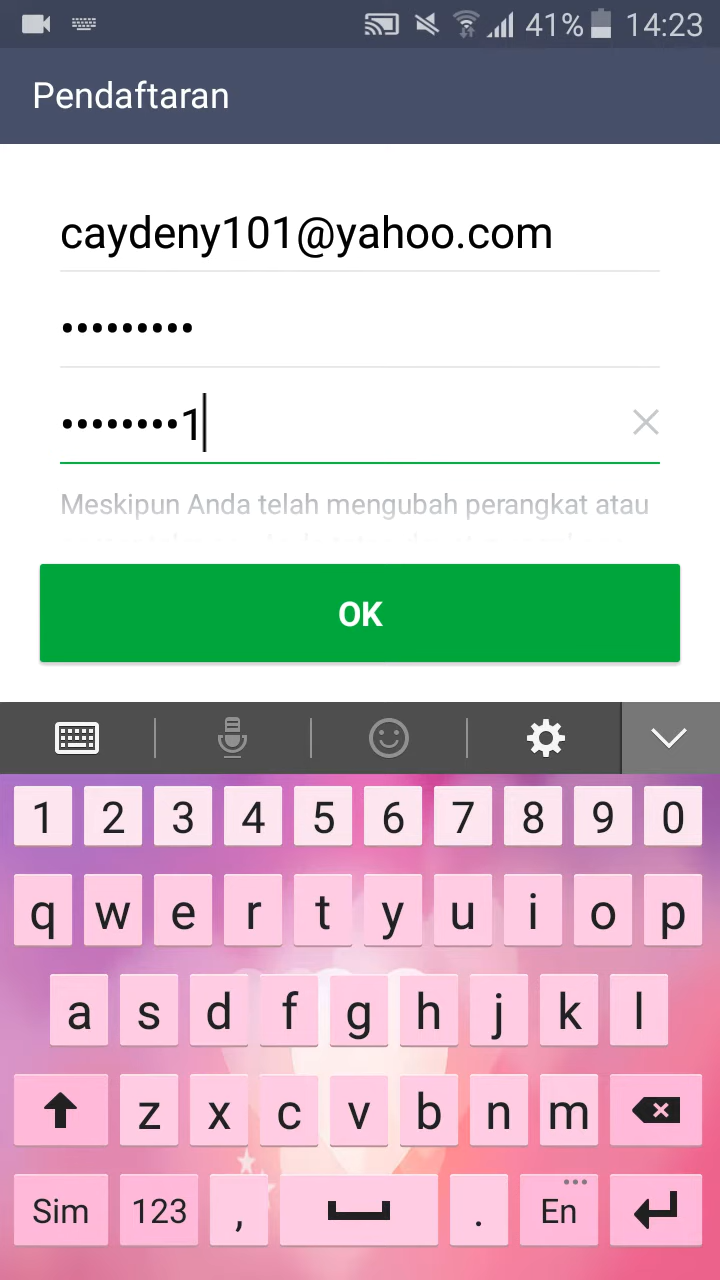 41% 14:23
Pendaftaran
caydeny101@yahoo.com
•••••••••
••••••••1
Meskipun Anda telah mengubah perangkat atau
OK
1 2 3 4 5 6 7 8 9 0
q w e r t y u i o p
a s d f g h j k l
z x c v b n m
Sim 123 , . En